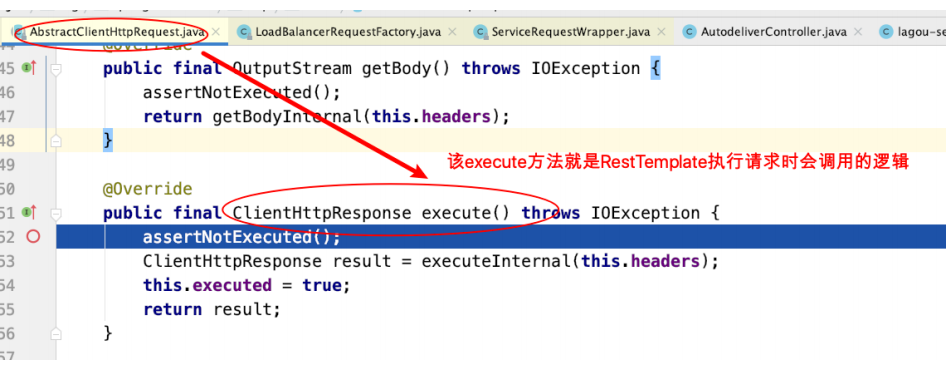 AbstractClientHttpRequest.java × LoadBalancerRequestFactory.java × ServiceRequestWrapper.java × AutodeliverController.java × lagou-se
@Override
45 public final OutputStream getBody() throws IOException {
46 assertNotExecuted();
47 return getBodyInternal(this.headers);
48 }
49 该execute方法就是RestTemplate执行请求时会调用的逻辑
50 @Override
51 public final ClientHttpResponse execute() throws IOException {
52 assertNotExecuted();
53 ClientHttpResponse result = executeInternal(this.headers);
54 this.executed = true;
55 return result;
56 }
57